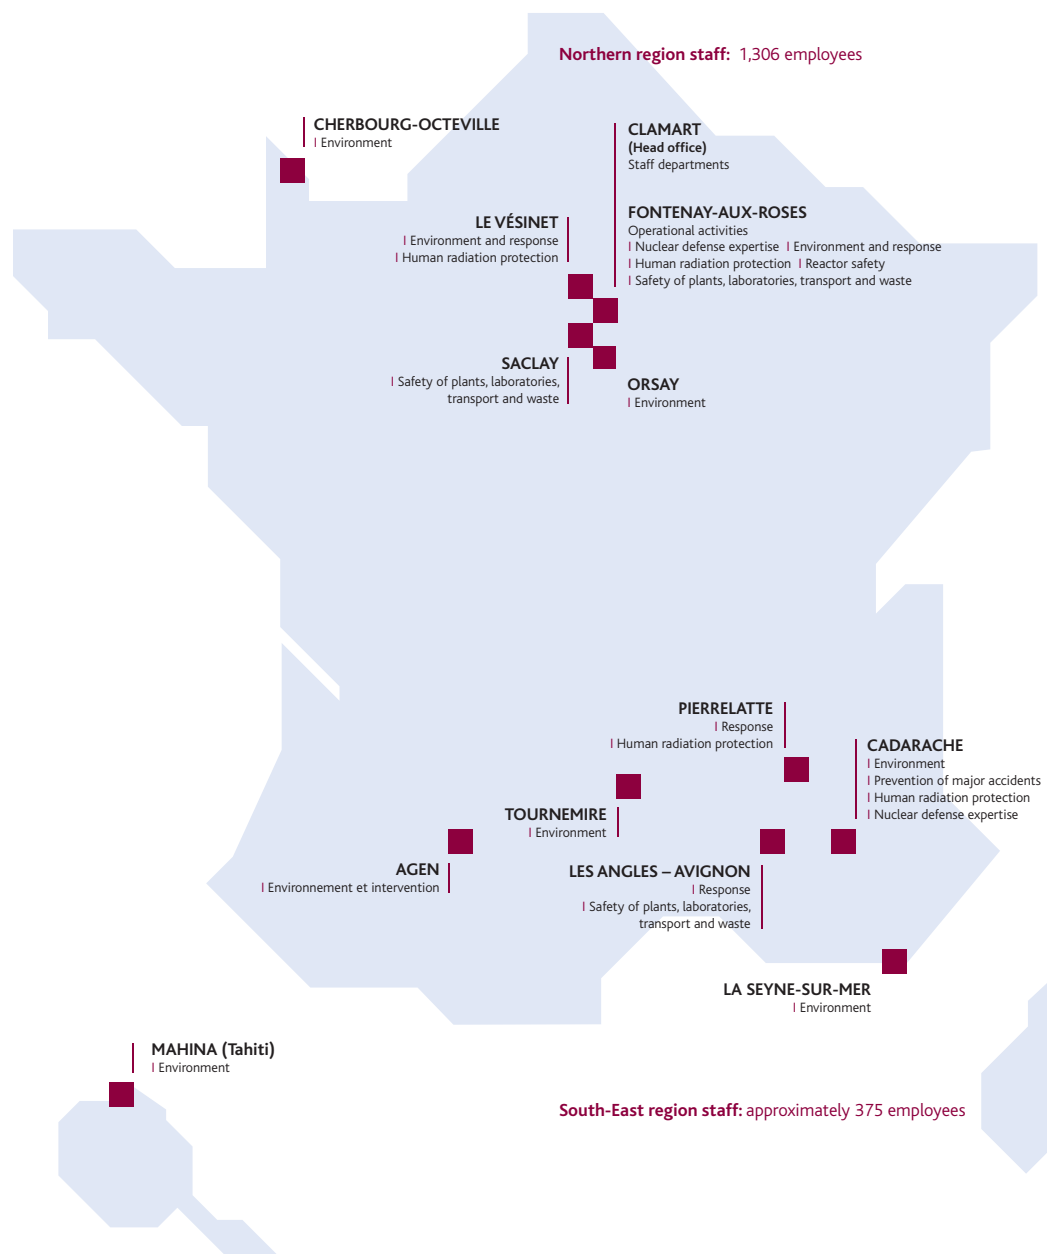 Northern region staff: 1,306 employees
CHERBOURG-OCTEVILLE
I Environment
CLAMART
(Head office)
Staff departments
FONTENAY-AUX-ROSES
Operational activities
I Nuclear defense expertise I Environment and response
I Human radiation protection I Reactor safety
I Safety of plants, laboratories, transport and waste
LE VÉSINET
I Environment and response
I Human radiation protection
SACLAY
I Safety of plants, laboratories,
transport and waste
ORSAY
I Environment
PIERRELATTE
I Response
I Human radiation protection
CADARACHE
I Environment
I Prevention of major accidents
I Human radiation protection
I Nuclear defense expertise
TOURNEMIRE
I Environment
AGEN
I Environnement et intervention
LES ANGLES – AVIGNON
I Response
I Safety of plants, laboratories,
transport and waste
LA SEYNE-SUR-MER
I Environment
MAHINA (Tahiti)
I Environment
South-East region staff: approximately 375 employees